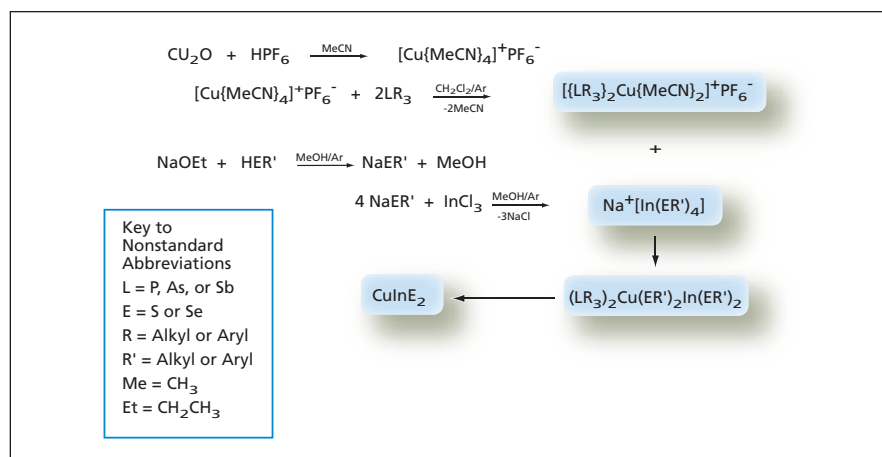 CU₂O + HPF₆ MeCN [Cu{MeCN}₄]⁺PF₆⁻
[Cu{MeCN}₄]⁺PF₆⁻ + 2LR₃ CH₂Cl₂/Ar -2MeCN [{LR₃}₂Cu{MeCN}₂]⁺PF₆⁻
+
NaOEt + HER' MeOH/Ar NaER' + MeOH
4 NaER' + InCl₃ MeOH/Ar -3NaCl Na⁺[In(ER')₄]
CuInE₂ (LR₃)₂Cu(ER')₂In(ER')₂
Key to
Nonstandard
Abbreviations
L = P, As, or Sb
E = S or Se
R = Alkyl or Aryl
R' = Alkyl or Aryl
Me = CH₃
Et = CH₂CH₃